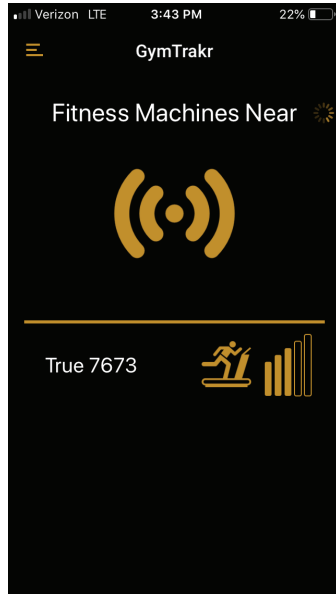 Verizon LTE 3:43 PM 22%
GymTrakr
Fitness Machines Near
True 7673